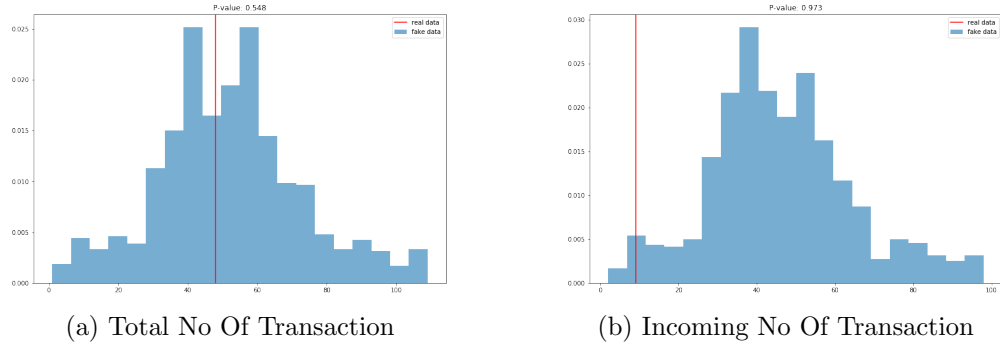 P-value: 0.548
real data
fake data
0.025
0.020
0.015
0.010
0.005
0.000
0 20 40 60 80 100
(a) Total No Of Transaction
P-value: 0.973
real data
fake data
0.030
0.025
0.020
0.015
0.010
0.005
0.000
0 20 40 60 80 100
(b) Incoming No Of Transaction